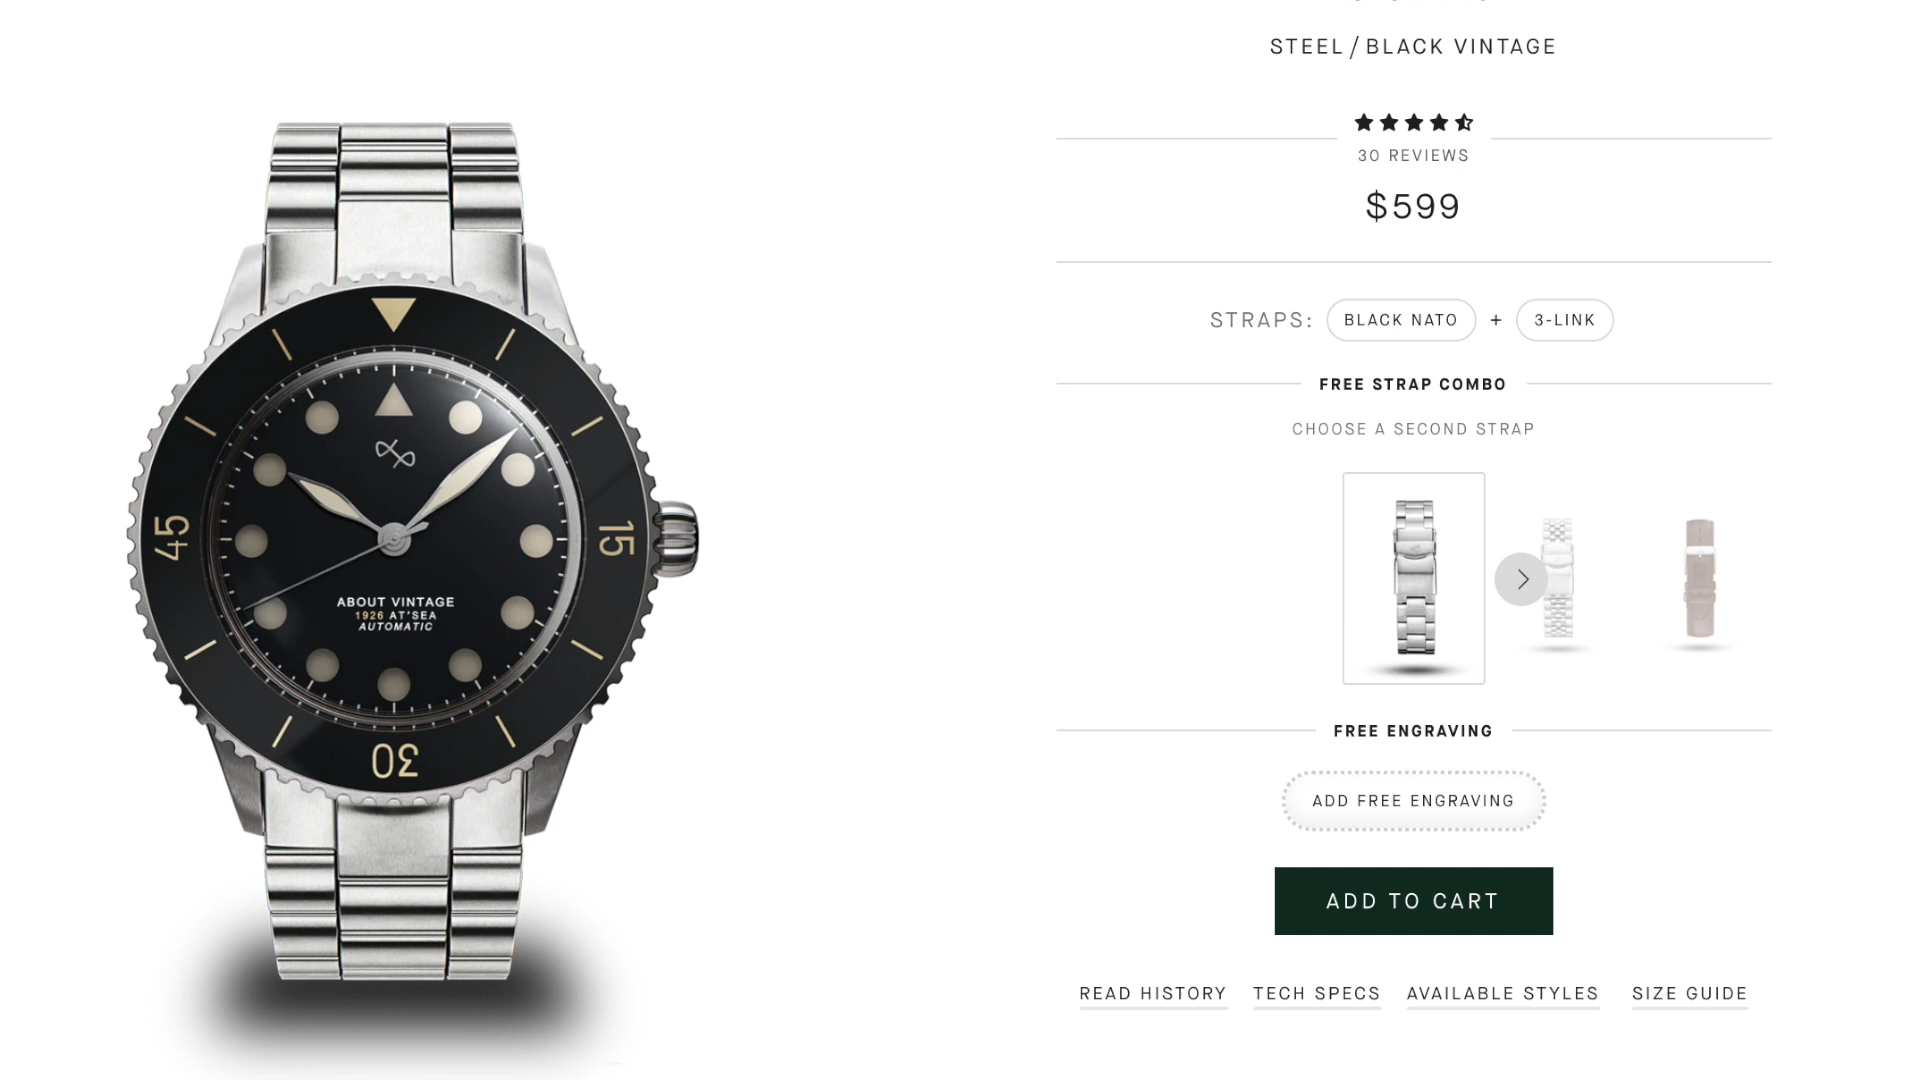 15
30
45
ABOUT VINTAGE
1926 AT'SEA
AUTOMATIC
STEEL/BLACK VINTAGE
30 REVIEWS
$599
STRAPS: BLACK NATO + 3-LINK
FREE STRAP COMBO
CHOOSE A SECOND STRAP
FREE ENGRAVING
ADD FREE ENGRAVING
ADD TO CART
READ HISTORY TECH SPECS AVAILABLE STYLES SIZE GUIDE